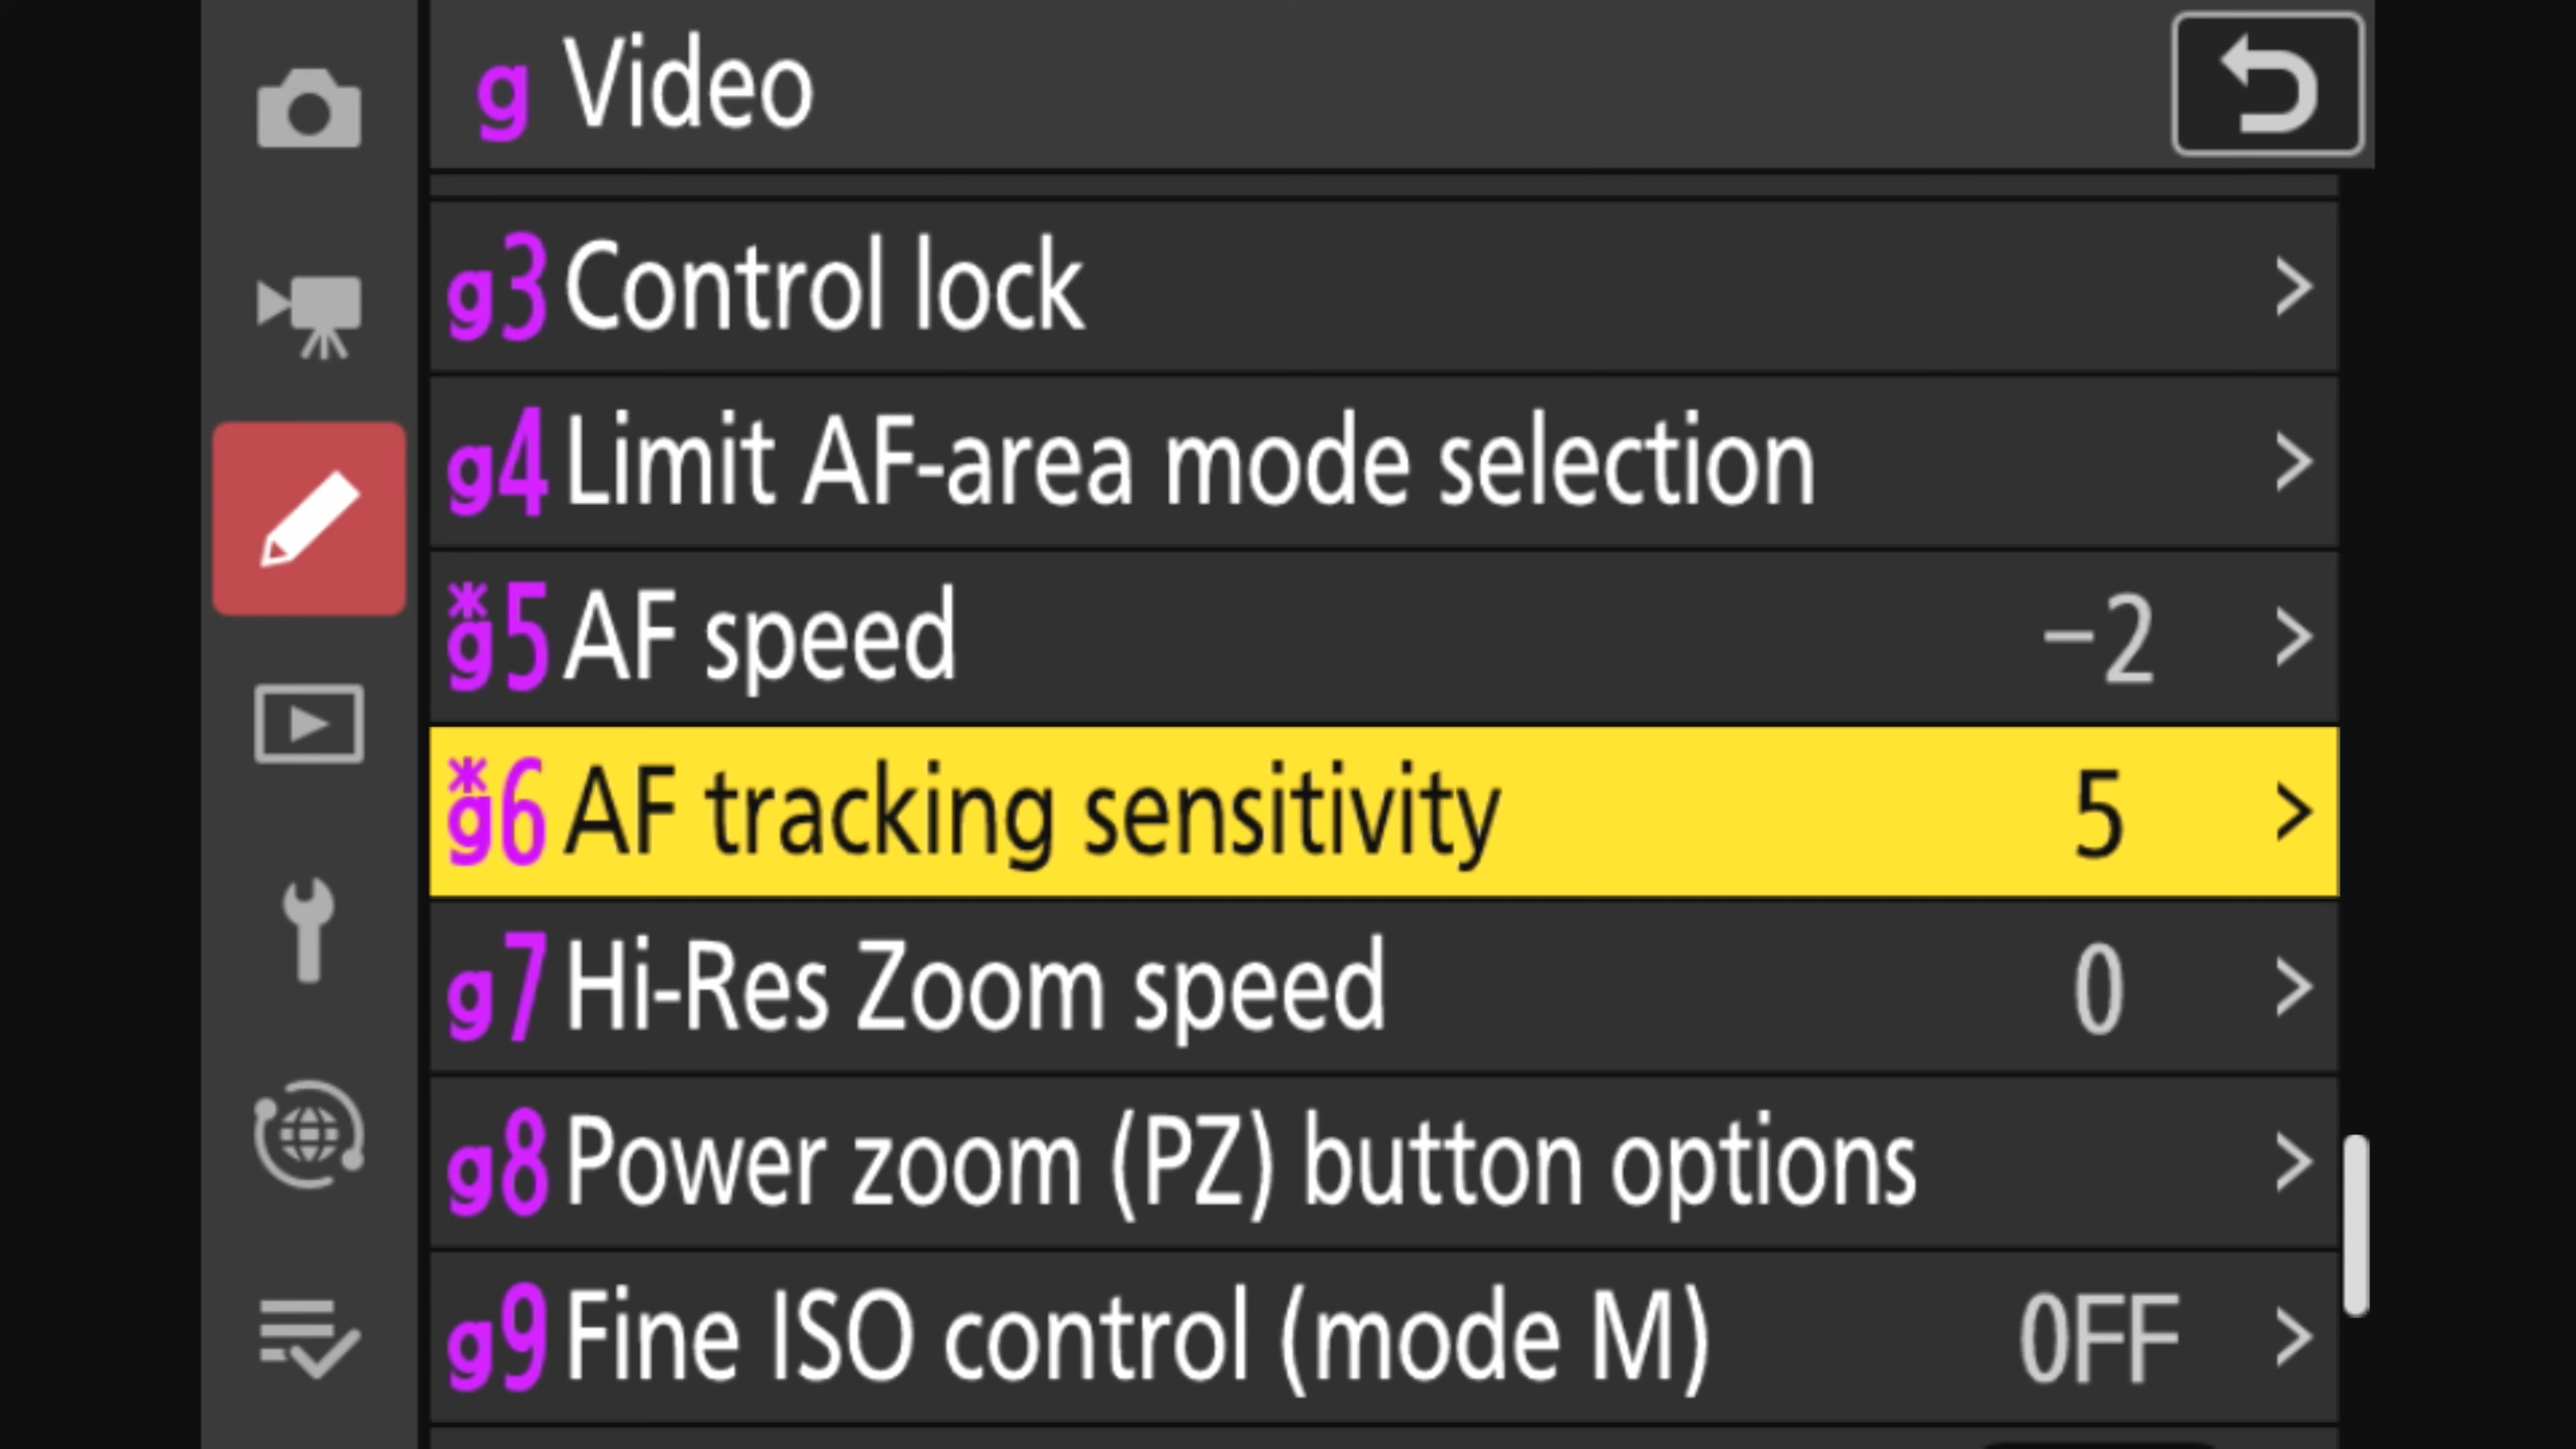 g Video
g3 Control lock >
g4 Limit AF-area mode selection >
*g5 AF speed −2 >
*g6 AF tracking sensitivity 5 >
g7 Hi-Res Zoom speed 0 >
g8 Power zoom (PZ) button options >
g9 Fine ISO control (mode M) OFF >